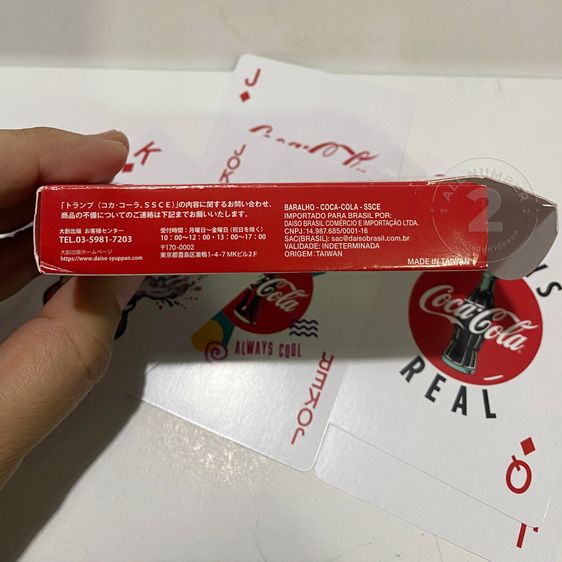 J
K
JOKER
「トランプ(コカ・コーラ、SSCE)」の内容に関するお問い合わせ、
商品の不備についてのご連絡は下記までお願いいたします。
大創出版 お客様センター
TEL.03-5981-7203
大創出版ホームページ
https://www.daiso-syuppan.com
受付時間:月曜日〜金曜日(祝日を除く)
10:00〜12:00・13:00〜17:00
〒170-0002
東京都豊島区巣鴨1-4-7 MKビル2F
BARALHO - COCA-COLA - SSCE
IMPORTADO PARA BRASIL POR:
DAISO BRASIL COMÉRCIO E IMPORTAÇÃO LTDA.
CNPJ :14.987.685/0001-16
SAC(BRASIL): sac@daisobrasil.com.br
VALIDADE: INDETERMINADA
ORIGEM: TAIWAN
MADE IN TAIWAN
2
Coca-Cola
ALWAYS COOL
JOKER
ALWAYS
Coca-Cola
REAL
Q